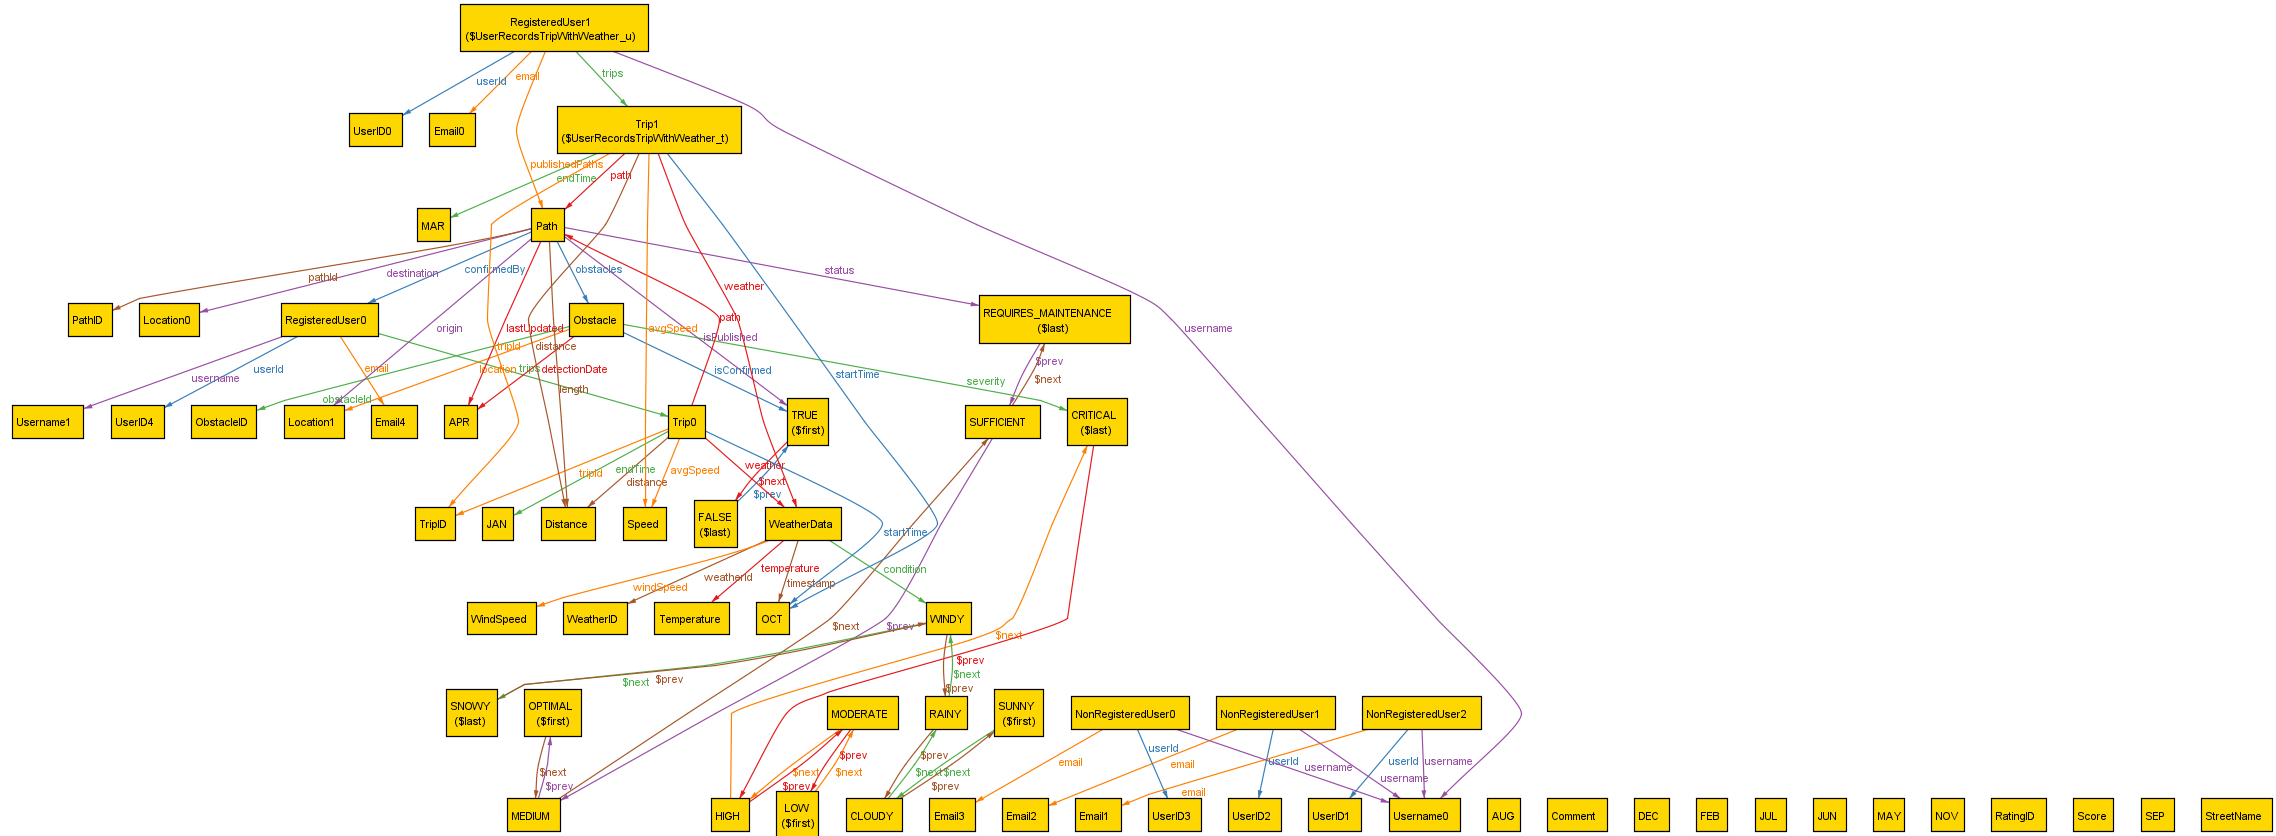 RegisteredUser1
($UserRecordsTripWithWeather_u)
userId
email
trips
UserID0
Email0
Trip1
($UserRecordsTripWithWeather_t)
publishedPaths
endTime
path
MAR
Path
pathId
destination
confirmedBy
obstacles
status
weather
PathID
Location0
RegisteredUser0
origin
lastUpdated
Obstacle
path
isPublished
avgSpeed
REQUIRES_MAINTENANCE
($last)
username
tripId
distance
username
userId
email
location
trips
detectionDate
isConfirmed
startTime
severity
$prev
$next
obstacleId
length
Username1
UserID4
ObstacleID
Location1
Email4
APR
Trip0
TRUE
($first)
SUFFICIENT
CRITICAL
($last)
tripId
endTime
distance
avgSpeed
weather
$next
$prev
TripID
JAN
Distance
Speed
FALSE
($last)
WeatherData
startTime
windSpeed
weatherId
temperature
timestamp
condition
WindSpeed
WeatherID
Temperature
OCT
WINDY
$next
$prev
$next
$next
$prev
$prev
$next
$prev
SNOWY
($last)
OPTIMAL
($first)
MODERATE
RAINY
SUNNY
($first)
NonRegisteredUser0
NonRegisteredUser1
NonRegisteredUser2
$next
$prev
$next
$prev
$prev
$next
$prev
$next
$next
$prev
email
userId
username
email
userId
username
email
userId
username
MEDIUM
HIGH
LOW
($first)
CLOUDY
Email3
Email2
Email1
UserID3
UserID2
UserID1
Username0
AUG
Comment
DEC
FEB
JUL
JUN
MAY
NOV
RatingID
Score
SEP
StreetName